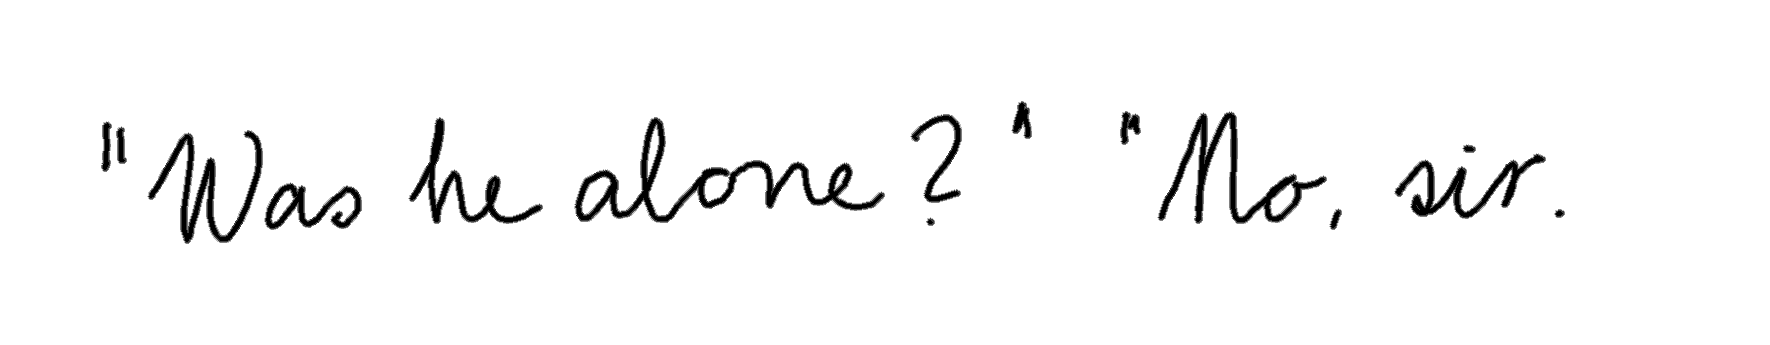 "Was he alone?" "No, sir.